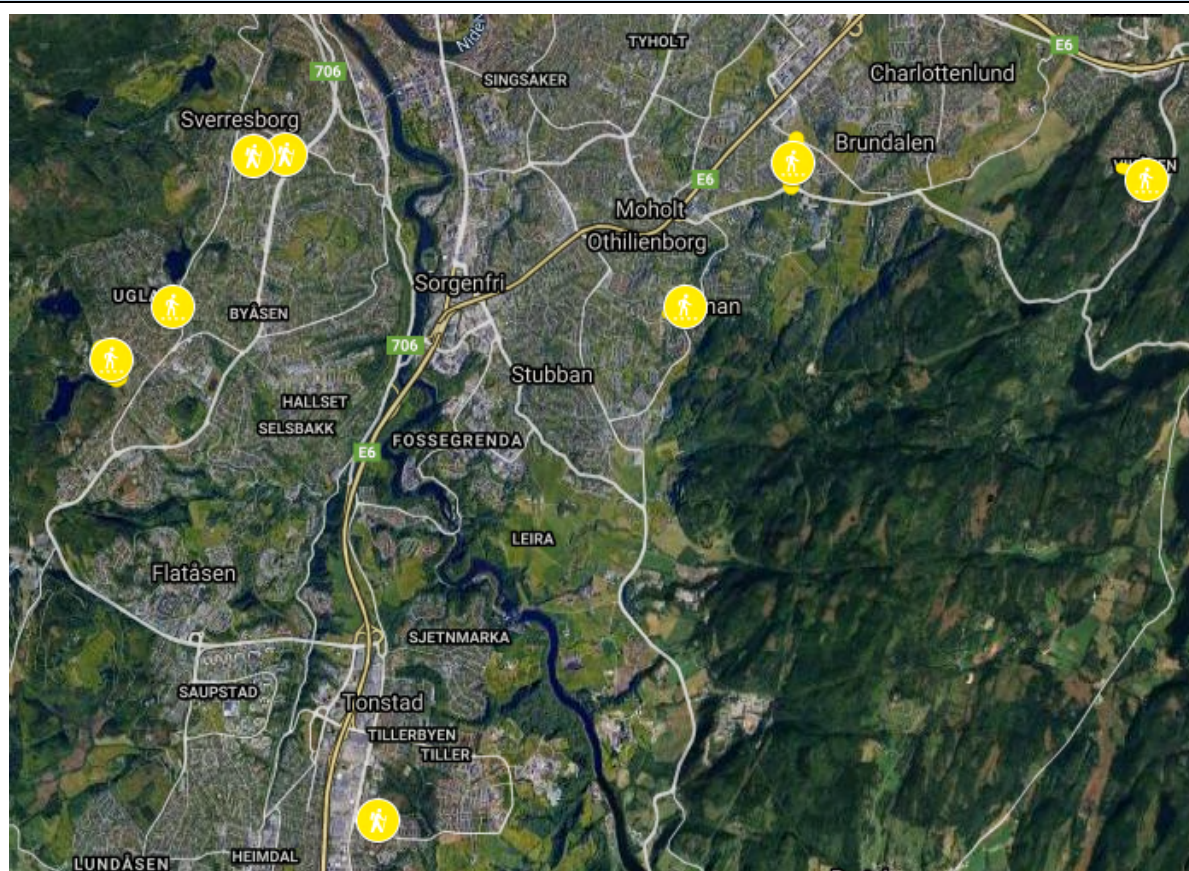 TYHOLT
E6
706
SINGSAKER
Charlottenlund
Sverresborg
Brundalen
E6
Moholt
Othilienborg
Sorgenfri
BYÅSEN
706
Stubban
HALLSET
SELSBAKK
FOSSEGRENDA
E6
LEIRA
Flatåsen
SJETNMARKA
SAUPSTAD
Tonstad
TILLERBYEN
TILLER
HEIMDAL
LUNDÅSEN